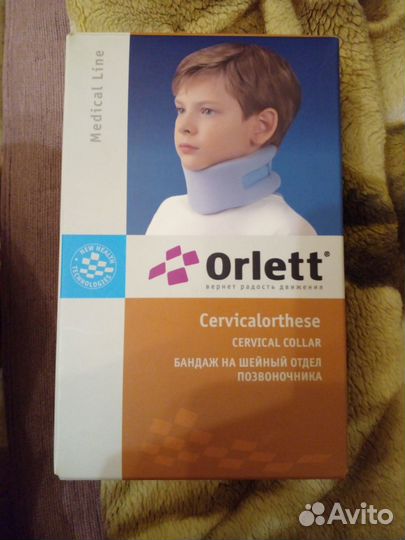 Medical Line
NEW HEALTH
TECHNOLOGIES
Orlett®
вернет радость движения
Cervicalorthese
CERVICAL COLLAR
БАНДАЖ НА ШЕЙНЫЙ ОТДЕЛ
ПОЗВОНОЧНИКА
Avito